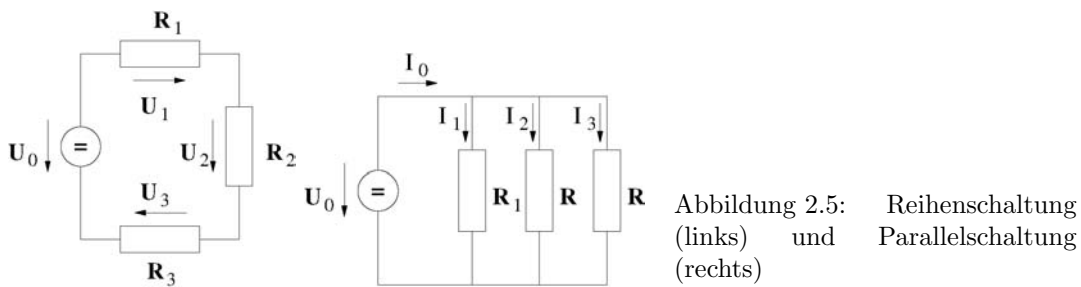 R₁
U₁
U₀
=
U₂
R₂
U₃
R₃
I₀
I₁
I₂
I₃
U₀
=
R₁
R
R
Abbildung 2.5: Reihenschaltung
(links) und Parallelschaltung
(rechts)